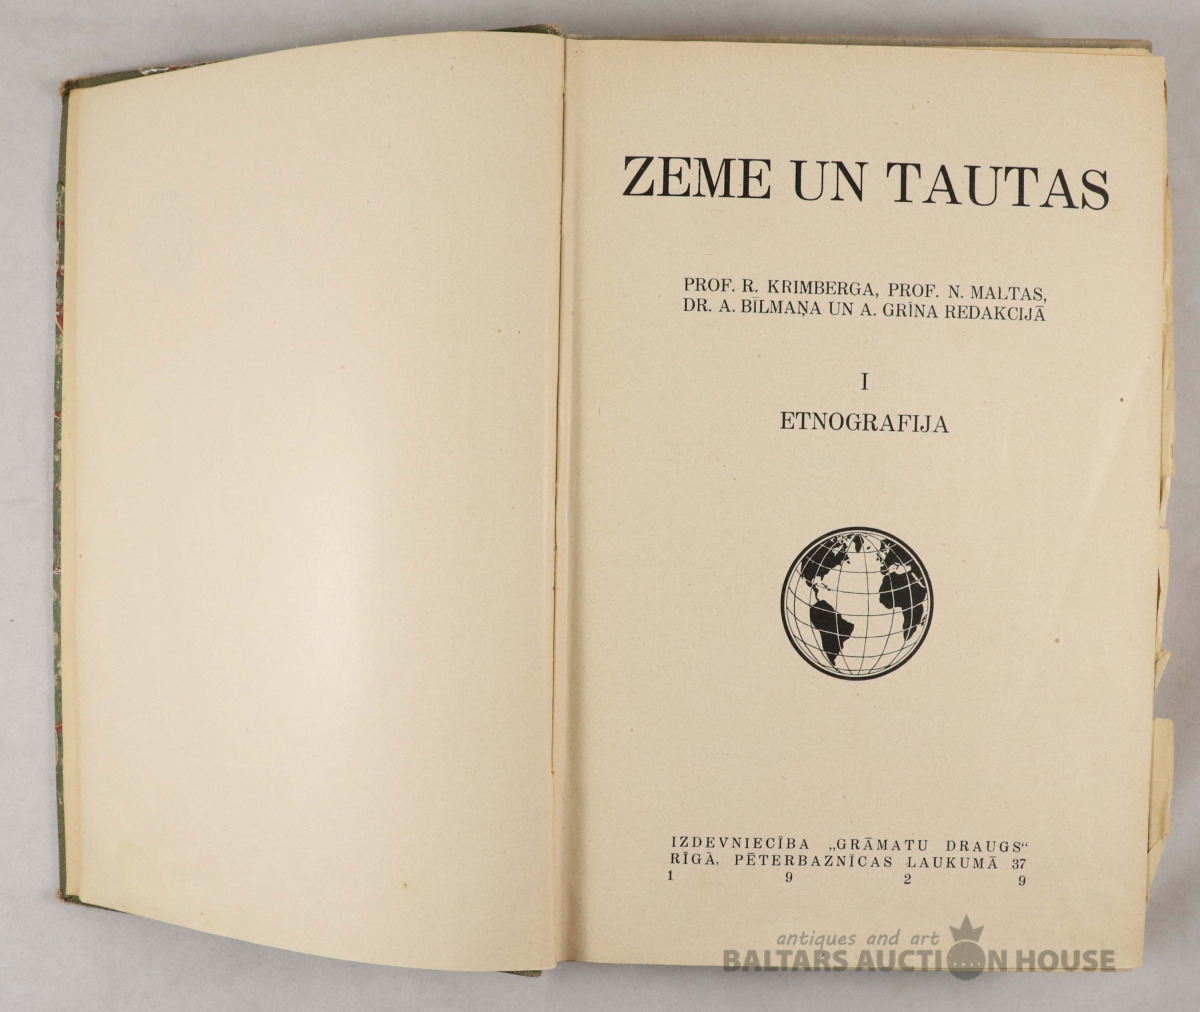 ZEME UN TAUTAS
PROF. R. KRIMBERGA, PROF. N. MALTAS,
DR. A. BĪLMAŅA UN A. GRĪNA REDAKCIJĀ
I
ETNOGRAFIJA
IZDEVNIECĪBA „GRĀMATU DRAUGS“
RĪGĀ, PĒTERBAZNĪCAS LAUKUMĀ 37
1 9 2 9
antiques and art
BALTARS AUCTION HOUSE